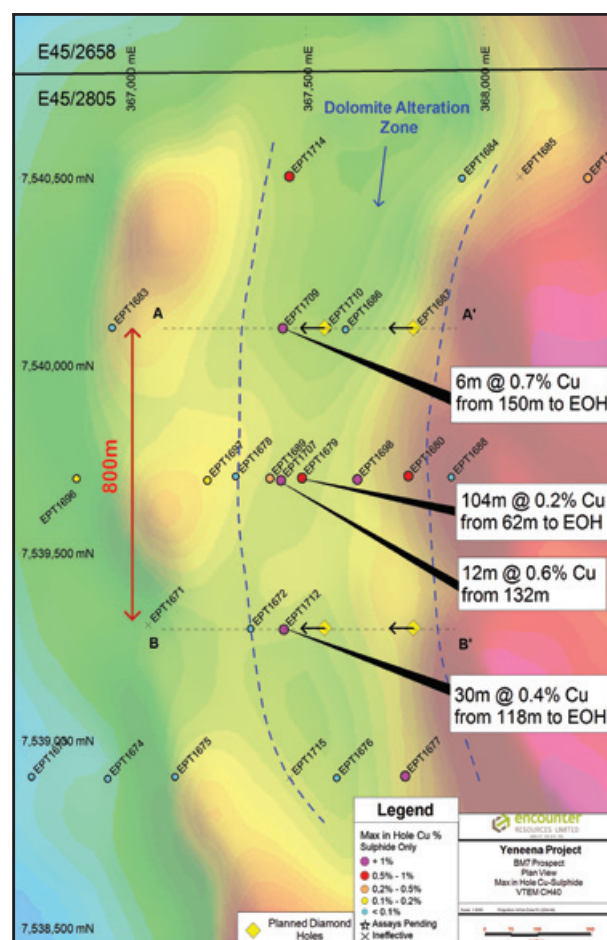 E45/2658
E45/2805
367,000 mE
367,500 mE
368,000 mE
Dolomite Alteration
Zone
EPT1714
EPT1684
EPT1685
7,540,500 mN
EPT1683
A
EPT1709
EPT1710
EPT1686
EPT1687
A'
7,540,000 mN
6m @ 0.7% Cu
from 150m to EOH
800m
EPT1696
EPT1697
EPT1678
EPT1689
EPT1707
EPT1679
EPT1698
EPT1680
EPT1688
104m @ 0.2% Cu
from 62m to EOH
7,539,500 mN
12m @ 0.6% Cu
from 132m
EPT1671
B
EPT1672
EPT1712
B'
30m @ 0.4% Cu
from 118m to EOH
7,539,000 mN
EPT1674
EPT1675
EPT1715
EPT1676
EPT1677
Legend
Max in Hole Cu %
Sulphide Only
+ 1%
0.5% - 1%
0.2% - 0.5%
0.1% - 0.2%
< 0.1%
Assays Pending
Ineffective
Planned Diamond
Holes
encounter
RESOURCES LIMITED
Yeneena Project
BM7 Prospect
Plan View
Max in Hole Cu-Sulphide
VTEM CH40
7,538,500 mN